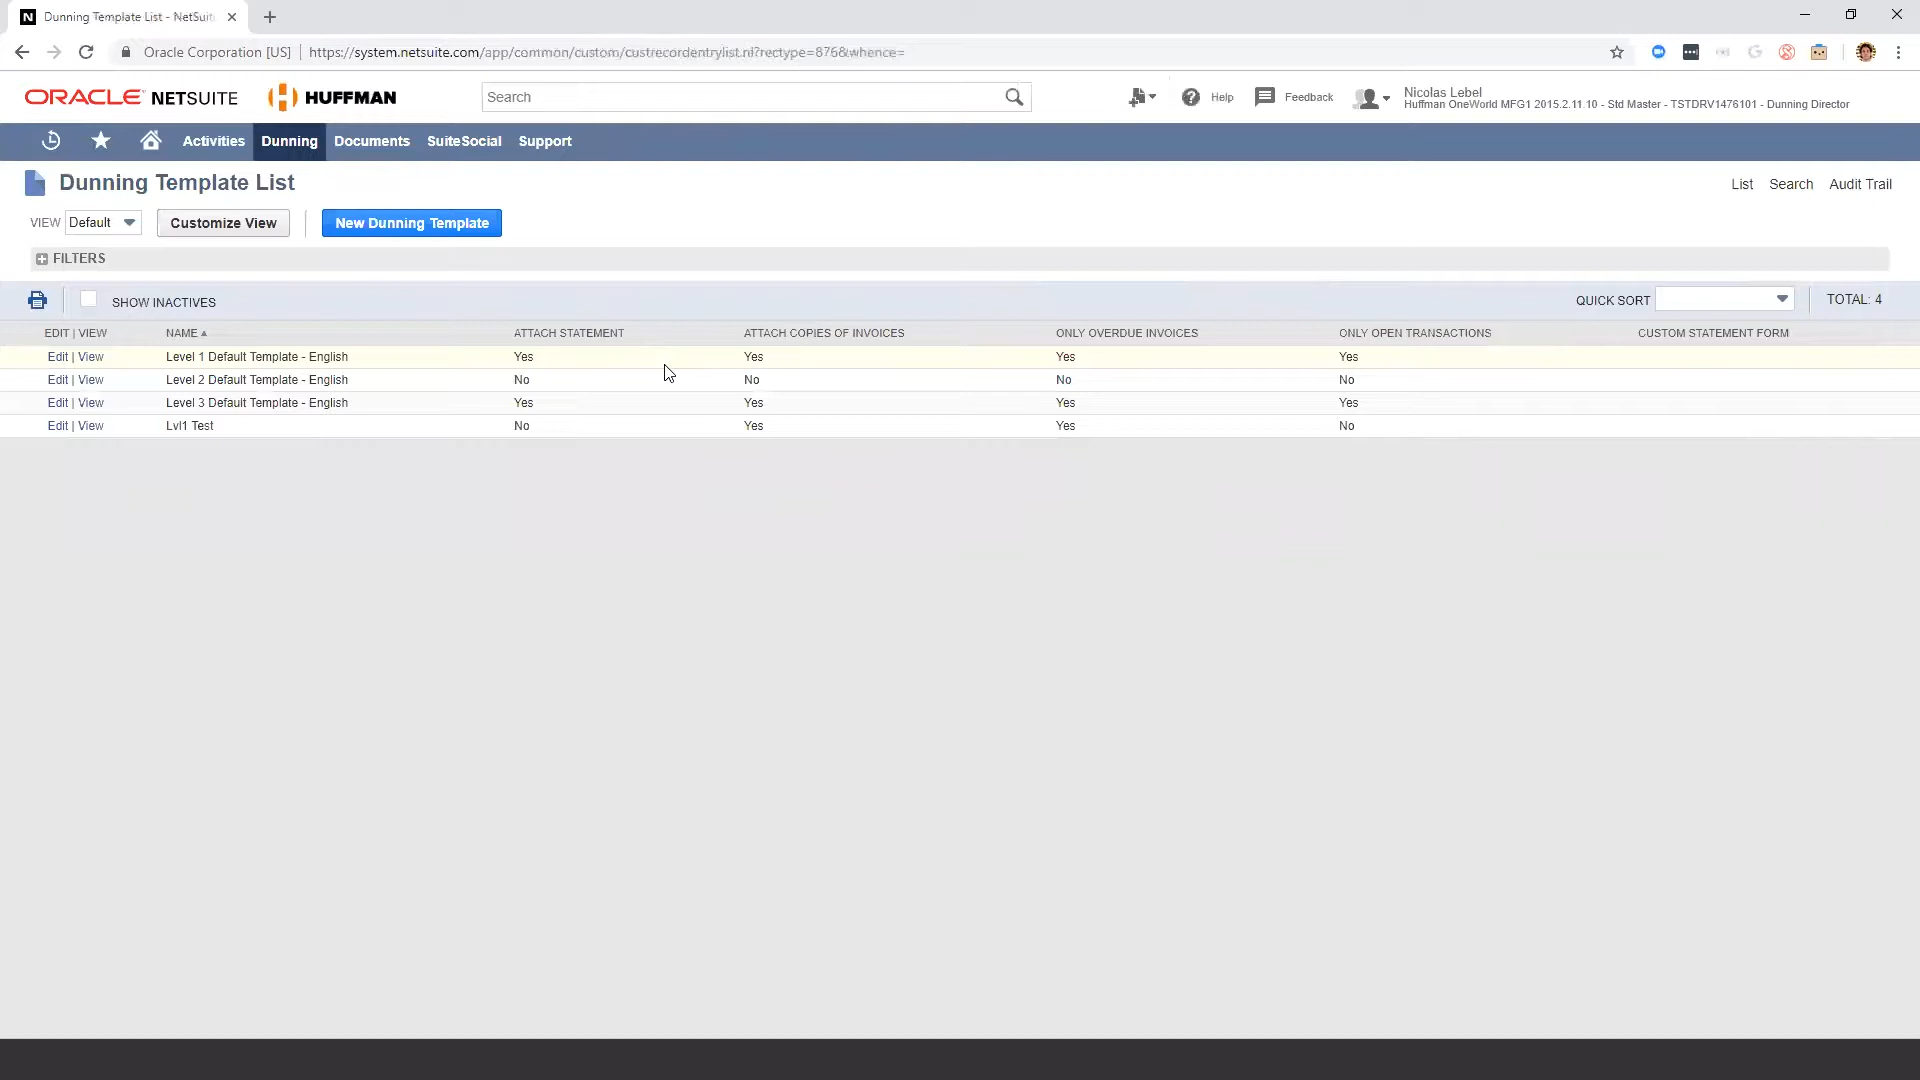 N Dunning Template List - NetSuit
Oracle Corporation [US] | https://system.netsuite.com/app/common/custom/custrecordentrylist.nl?rectype=876&whence=
ORACLE NETSUITE HUFFMAN Search Help Feedback Nicolas Lebel
Huffman OneWorld MFG1 2015.2.11.10 - Std Master - TSTDRV1476101 - Dunning Director
Activities Dunning Documents SuiteSocial Support
Dunning Template List List Search Audit Trail
VIEW Default Customize View New Dunning Template
FILTERS
SHOW INACTIVES QUICK SORT TOTAL: 4
EDIT | VIEW NAME ATTACH STATEMENT ATTACH COPIES OF INVOICES ONLY OVERDUE INVOICES ONLY OPEN TRANSACTIONS CUSTOM STATEMENT FORM
Edit | View Level 1 Default Template - English Yes Yes Yes Yes
Edit | View Level 2 Default Template - English No No No No
Edit | View Level 3 Default Template - English Yes Yes Yes Yes
Edit | View Lvl1 Test No Yes Yes No